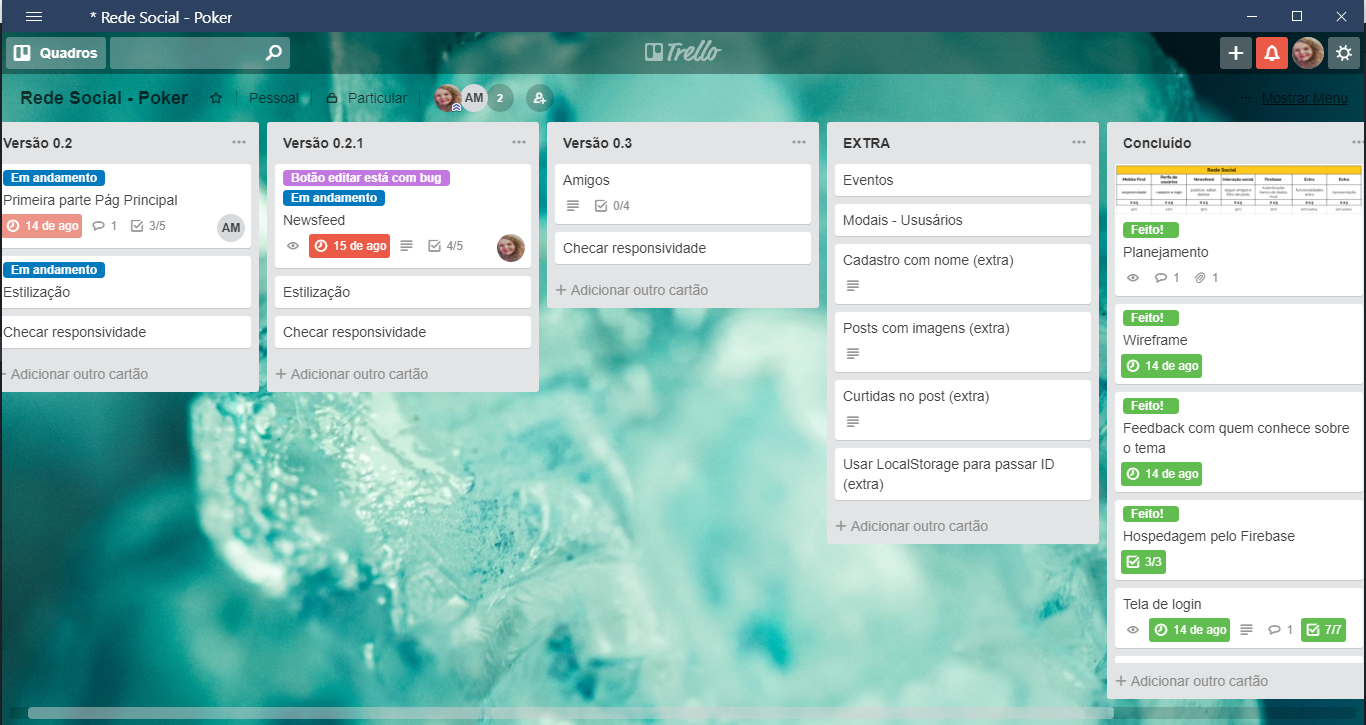 * Rede Social - Poker
Quadros
Trello
Rede Social - Poker
Pessoal
Particular
AM
2
Mostrar Menu
Versão 0.2
Em andamento
Primeira parte Pág Principal
14 de ago
1
3/5
AM
Em andamento
Estilização
Checar responsividade
+ Adicionar outro cartão
Versão 0.2.1
Botão editar está com bug
Em andamento
Newsfeed
15 de ago
4/5
Estilização
Checar responsividade
+ Adicionar outro cartão
Versão 0.3
Amigos
0/4
Checar responsividade
+ Adicionar outro cartão
EXTRA
Eventos
Modais - Ususários
Cadastro com nome (extra)
Posts com imagens (extra)
Curtidas no post (extra)
Usar LocalStorage para passar ID
(extra)
+ Adicionar outro cartão
Concluído
Rede Social
Feito!
Planejamento
1
1
Feito!
Wireframe
14 de ago
Feito!
Feedback com quem conhece sobre
o tema
14 de ago
Feito!
Hospedagem pelo Firebase
3/3
Tela de login
14 de ago
1
7/7
+ Adicionar outro cartão